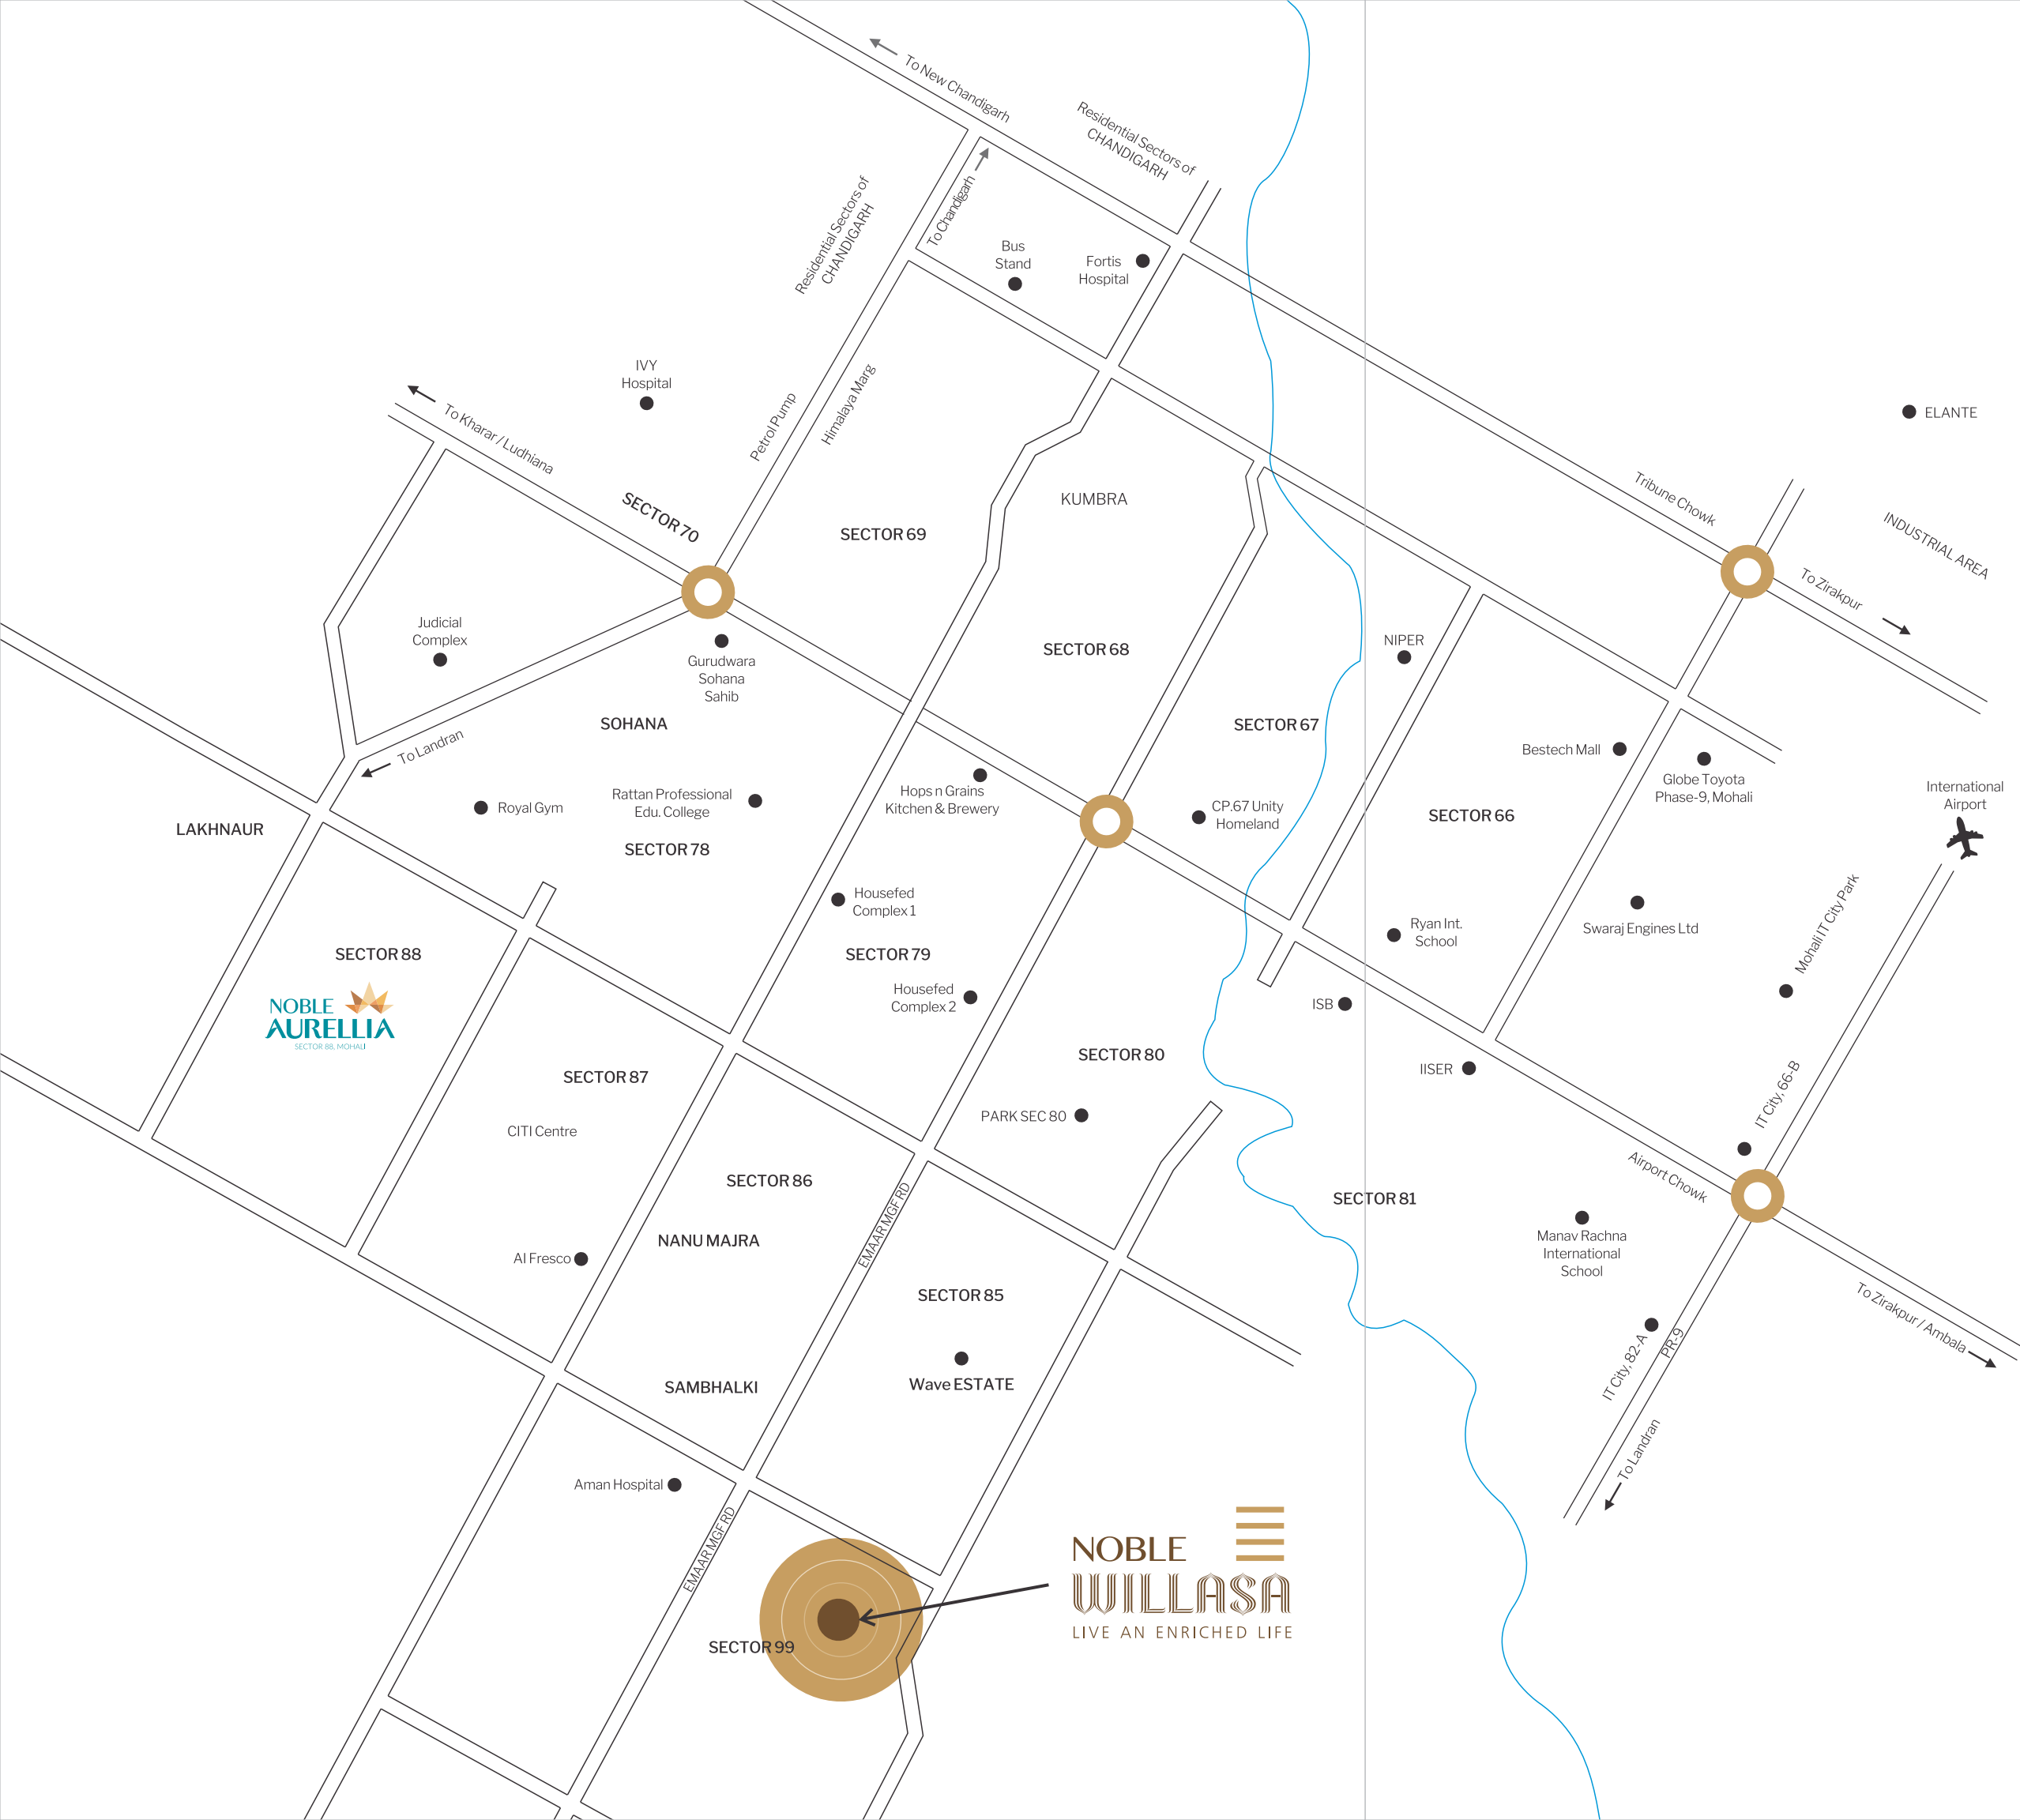 To New Chandigarh
Residential Sectors of
CHANDIGARH
Residential Sectors of
CHANDIGARH
To Chandigarh
Bus
Stand
Fortis
Hospital
IVY
Hospital
To Kharar / Ludhiana
Petrol Pump
Himalaya Marg
ELANTE
SECTOR 70
SECTOR 69
KUMBRA
Tribune Chowk
INDUSTRIAL AREA
To Zirakpur
Judicial
Complex
Gurudwara
Sohana
Sahib
SECTOR 68
NIPER
SOHANA
SECTOR 67
To Landran
Bestech Mall
Globe Toyota
Phase-9, Mohali
International
Airport
Royal Gym
Rattan Professional
Edu. College
Hops n Grains
Kitchen & Brewery
CP.67 Unity
Homeland
SECTOR 66
LAKHNAUR
SECTOR 78
Housefed
Complex 1
Ryan Int.
School
Swaraj Engines Ltd
Mohali IT City Park
SECTOR 88
SECTOR 79
NOBLE
AURELLIA
SECTOR 88, MOHALI
Housefed
Complex 2
ISB
SECTOR 80
SECTOR 87
IISER
IT City, 66-B
CITI Centre
PARK SEC 80
SECTOR 86
Airport Chowk
SECTOR 81
EMAAR MGF RD
NANU MAJRA
Al Fresco
Manav Rachna
International
School
SECTOR 85
To Zirakpur / Ambala
IT City, 82-A
PR-9
Wave ESTATE
SAMBHALKI
To Landran
Aman Hospital
EMAAR MGF RD
NOBLE
WILLASA
LIVE AN ENRICHED LIFE
SECTOR 99